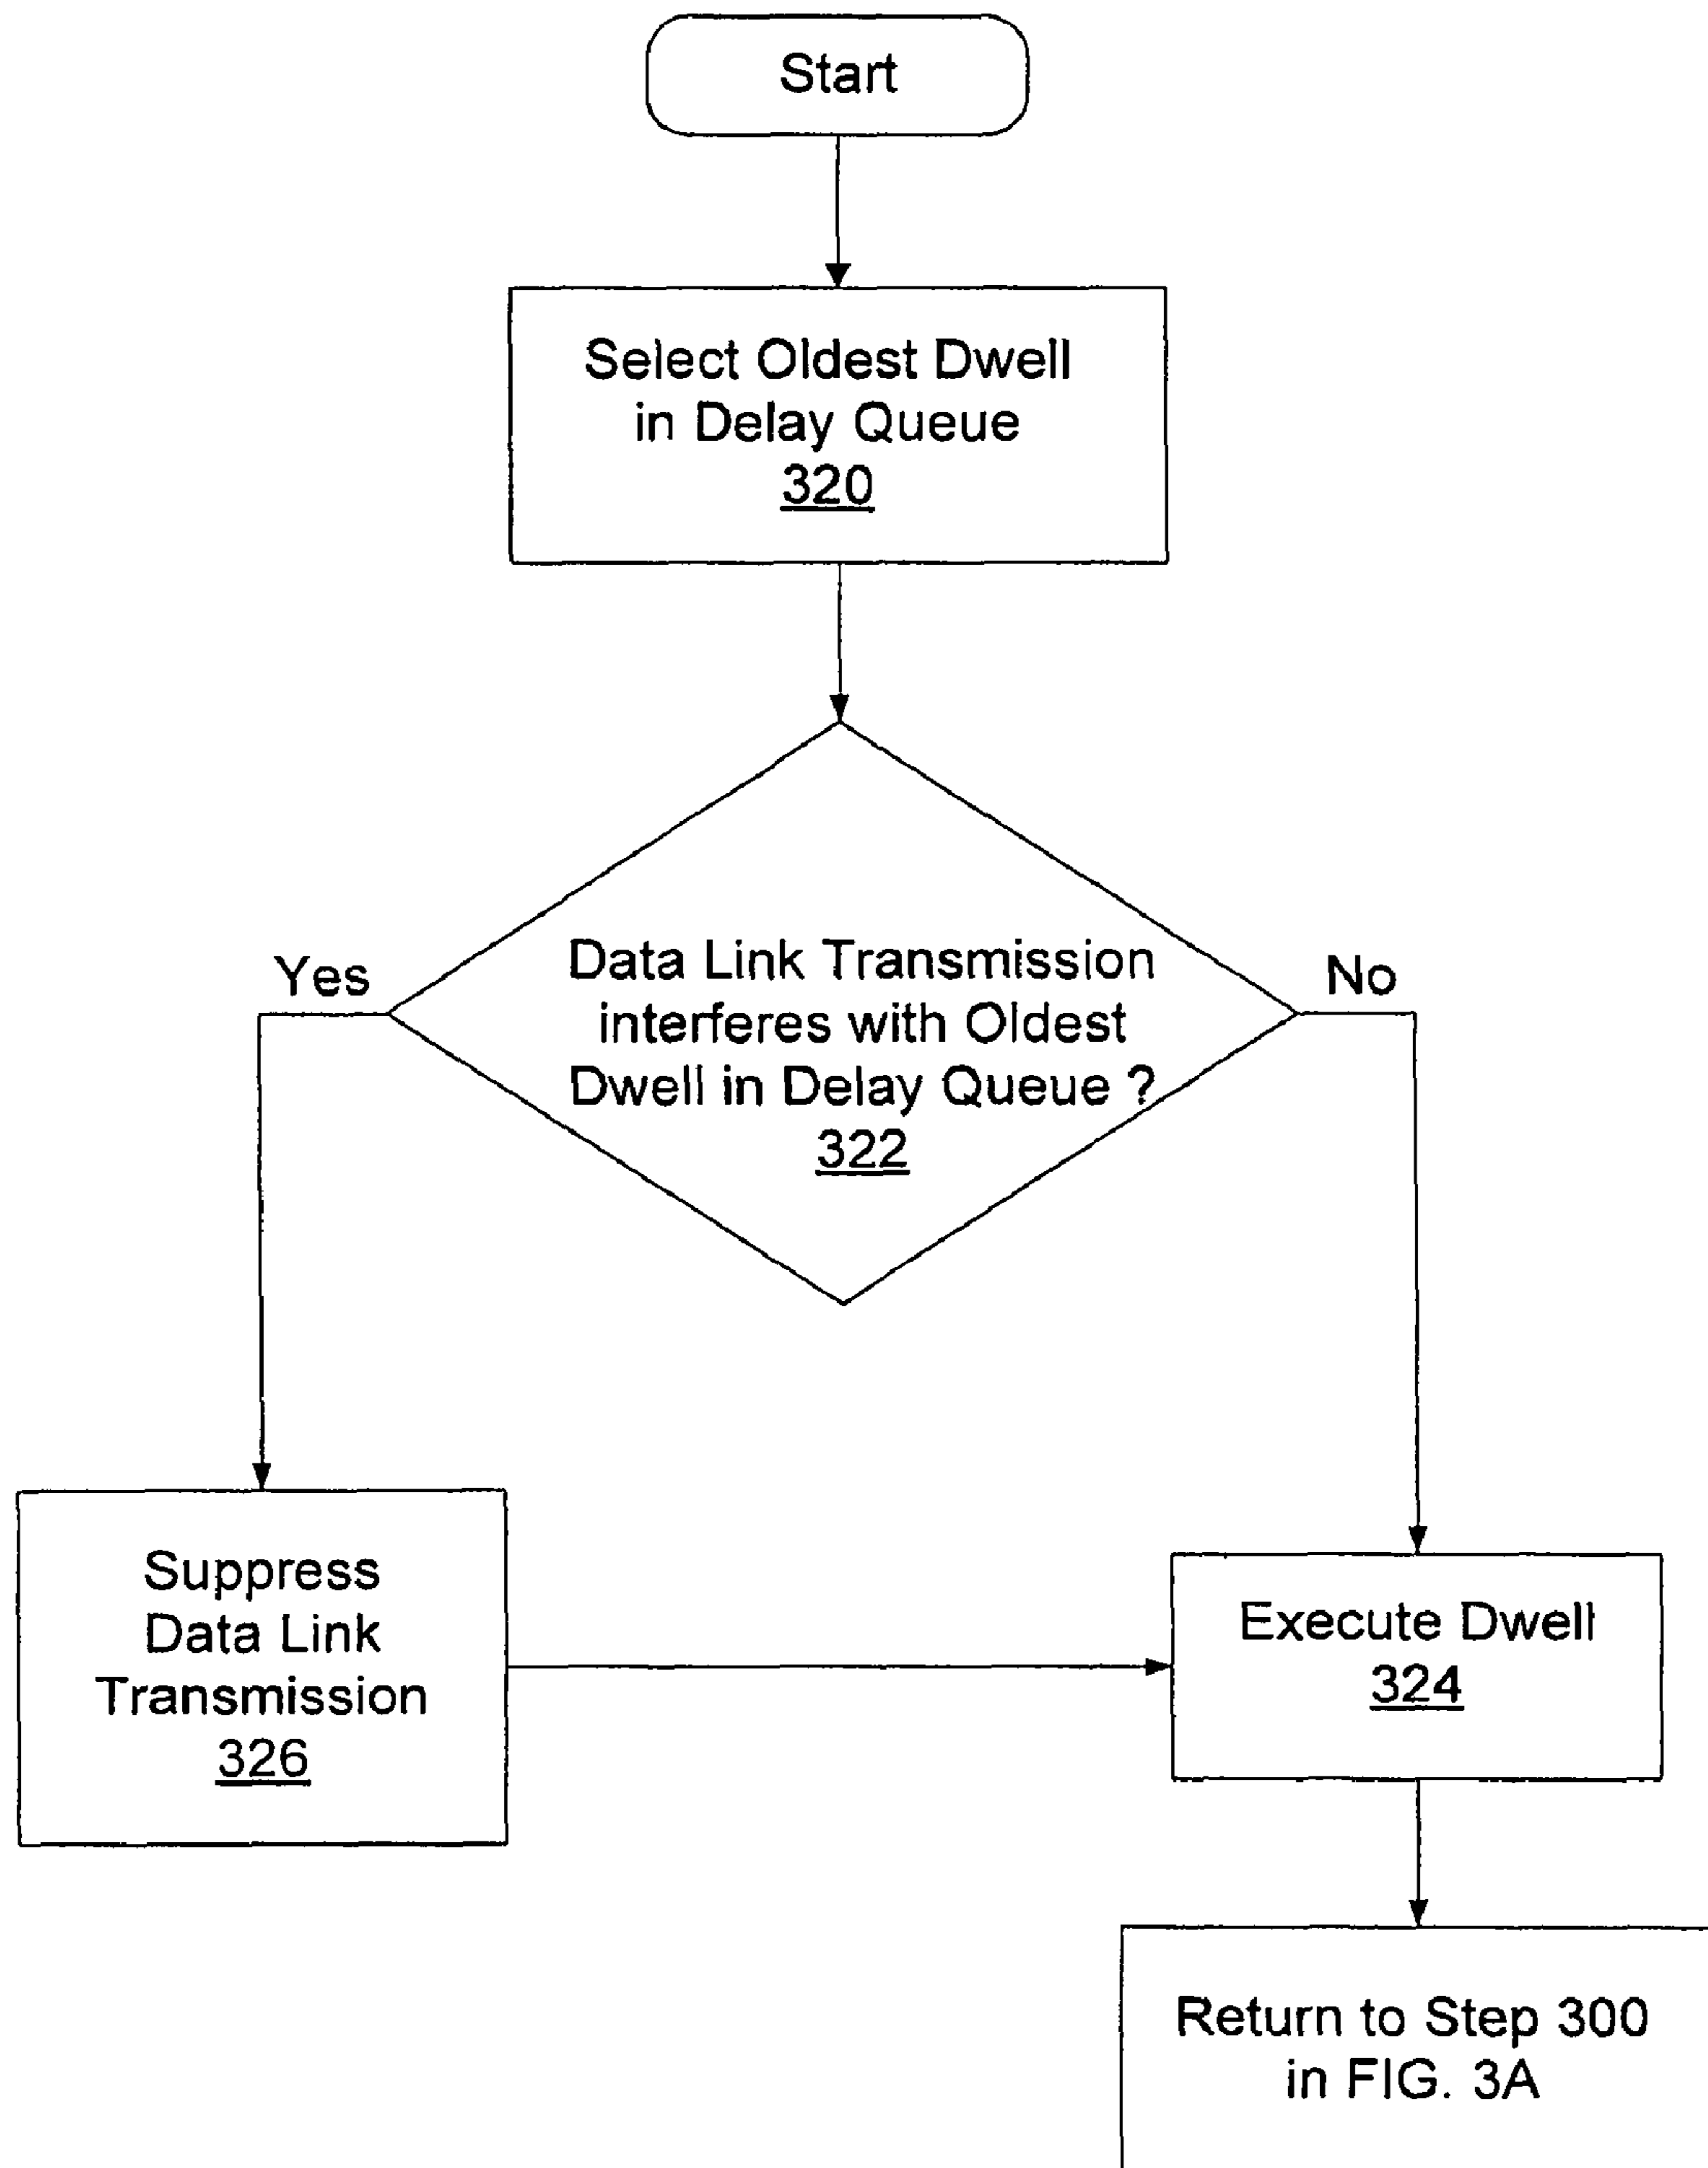 Start
Select Oldest Dwell
in Delay Queue
320
Data Link Transmission
interferes with Oldest
Dwell in Delay Queue ?
322
Yes
No
Suppress
Data Link
Transmission
326
Execute Dwell
324
Return to Step 300
in FIG. 3A